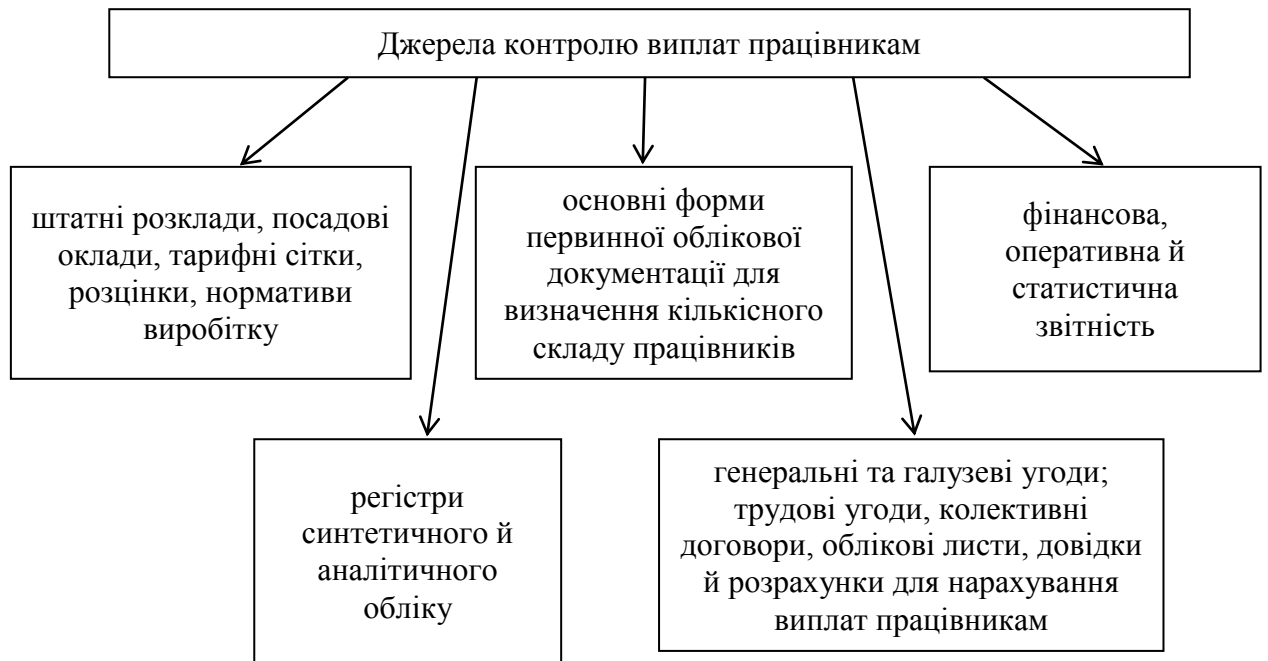 Джерела контролю виплат працівникам
штатні розклади, посадові
оклади, тарифні сітки,
розцінки, нормативи
виробітку
основні форми
первинної облікової
документації для
визначення кількісного
складу працівників
фінансова,
оперативна й
статистична
звітність
регістри
синтетичного й
аналітичного
обліку
генеральні та галузеві угоди;
трудові угоди, колективні
договори, облікові листи, довідки
й розрахунки для нарахування
виплат працівникам